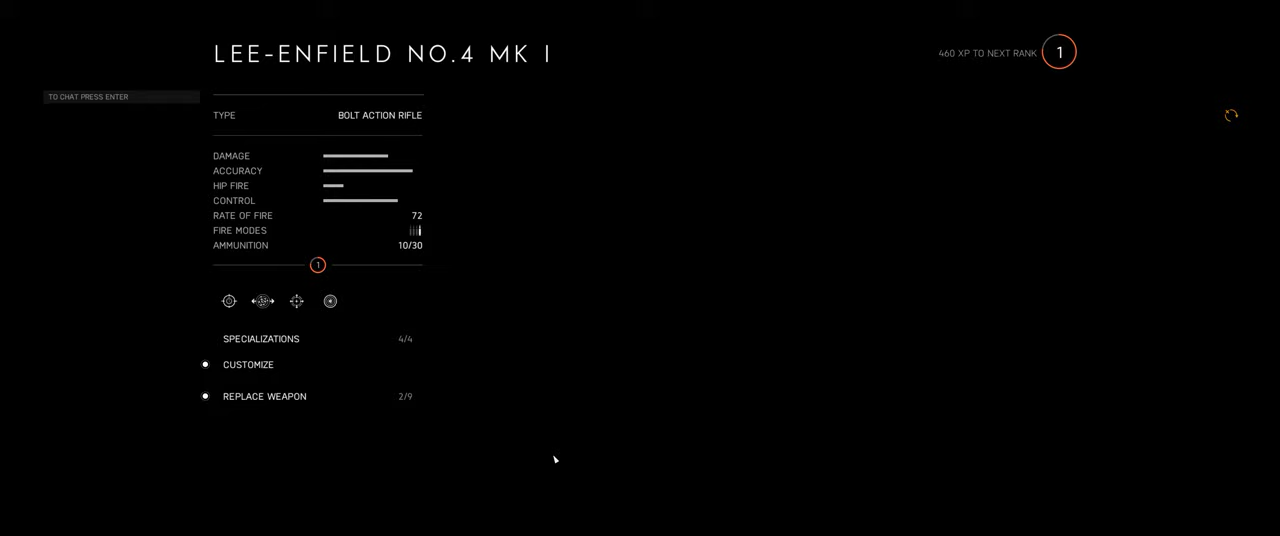 LEE-ENFIELD NO.4 MK I
460 XP TO NEXT RANK 1
TO CHAT PRESS ENTER
TYPE BOLT ACTION RIFLE
DAMAGE
ACCURACY
HIP FIRE
CONTROL
RATE OF FIRE 72
FIRE MODES
AMMUNITION 10/30
1
SPECIALIZATIONS 4/4
CUSTOMIZE
REPLACE WEAPON 2/9